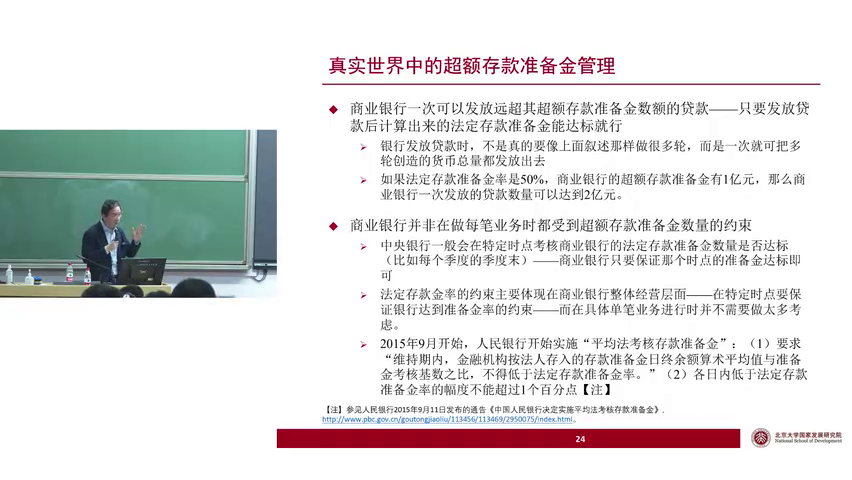 真实世界中的超额存款准备金管理
商业银行一次可以发放远超其超额存款准备金数额的贷款——只要发放贷
款后计算出来的法定存款准备金能达标就行
银行发放贷款时，不是真的要像上面叙述那样做很多轮，而是一次就可把多
轮创造的货币总量都发放出去
如果法定存款准备金率是50%，商业银行的超额存款准备金有1亿元，那么商
业银行一次发放的贷款数量可以达到2亿元。
商业银行并非在做每笔业务时都受到超额存款准备金数量的约束
中央银行一般会在特定时点考核商业银行的法定存款准备金数量是否达标
（比如每个季度的季度末）——商业银行只要保证那个时点的准备金达标即
可
法定存款金率的约束主要体现在商业银行整体经营层面——在特定时点要保
证银行达到准备金率的约束——而在具体单笔业务进行时并不需要做太多考
虑。
2015年9月开始，人民银行开始实施“平均法考核存款准备金”：（1）要求
“维持期内，金融机构按法人存入的存款准备金日终余额算术平均值与准备
金考核基数之比，不得低于法定存款准备金率。”（2）各日内低于法定存款
准备金率的幅度不能超过1个百分点【注】
【注】参见人民银行2015年9月11日发布的通告《中国人民银行决定实施平均法考核存款准备金》.
http://www.pbc.gov.cn/goutongjiaoliu/113456/113469/2950075/index.html。
24
北京大学国家发展研究院
National School of Development